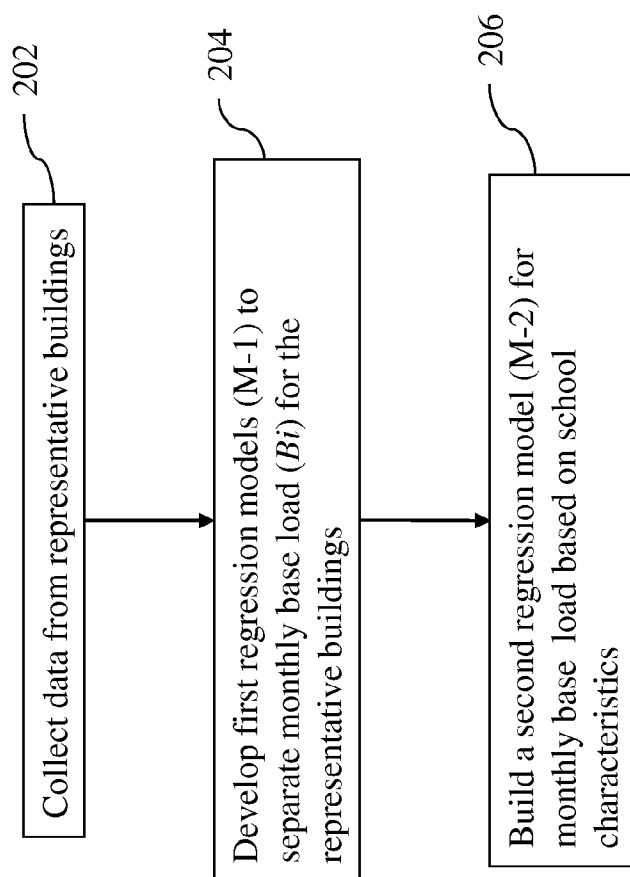 202
Collect data from representative buildings
204
Develop first regression models (M-1) to
separate monthly base load (Bi) for the
representative buildings
206
Build a second regression model (M-2) for
monthly base load based on school
characteristics